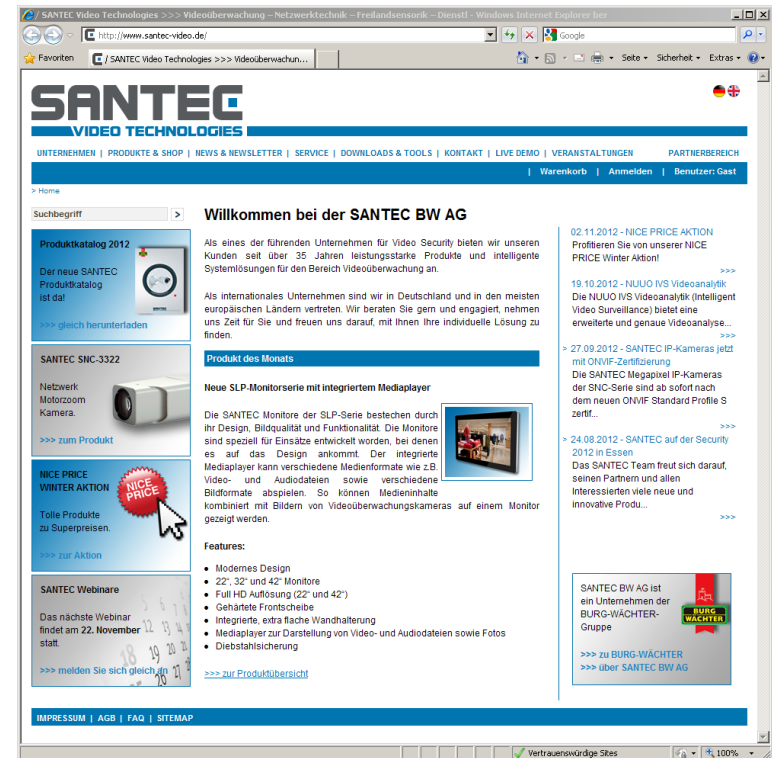 / SANTEC Video Technologies >>> Videoüberwachung – Netzwerktechnik – Freilandsensorik – Dienstl - Windows Internet Explorer ber
http://www.santec-video.de/
Google
Favoriten
/ SANTEC Video Technologies >>> Videoüberwachun...
Seite
Sicherheit
Extras
SANTEC
VIDEO TECHNOLOGIES
UNTERNEHMEN | PRODUKTE & SHOP | NEWS & NEWSLETTER | SERVICE | DOWNLOADS & TOOLS | KONTAKT | LIVE DEMO | VERANSTALTUNGEN PARTNERBEREICH
| Warenkorb | Anmelden | Benutzer: Gast
> Home
Suchbegriff
>
Produktkatalog 2012
Der neue SANTEC
Produktkatalog
ist da!
>>> gleich herunterladen
SANTEC SNC-3322
Netzwerk
Motorzoom
Kamera.
>>> zum Produkt
NICE PRICE
WINTER AKTION
NICE
PRICE
Tolle Produkte
zu Superpreisen.
>>> zur Aktion
SANTEC Webinare
Das nächste Webinar
findet am 22. November
statt.
>>> melden Sie sich gleich an
5 6 7
12 13
18 19 20 21
26 27
Willkommen bei der SANTEC BW AG
Als eines der führenden Unternehmen für Video Security bieten wir unseren
Kunden seit über 35 Jahren leistungsstarke Produkte und intelligente
Systemlösungen für den Bereich Videoüberwachung an.
Als internationales Unternehmen sind wir in Deutschland und in den meisten
europäischen Ländern vertreten. Wir beraten Sie gern und engagiert, nehmen
uns Zeit für Sie und freuen uns darauf, mit Ihnen Ihre individuelle Lösung zu
finden.
Produkt des Monats
Neue SLP-Monitorserie mit integriertem Mediaplayer
Die SANTEC Monitore der SLP-Serie bestechen durch
ihr Design, Bildqualität und Funktionalität. Die Monitore
sind speziell für Einsätze entwickelt worden, bei denen
es auf das Design ankommt. Der integrierte
Mediaplayer kann verschiedene Medienformate wie z.B.
Video- und Audiodateien sowie verschiedene
Bildformate abspielen. So können Medieninhalte
kombiniert mit Bildern von Videoüberwachungskameras auf einem Monitor
gezeigt werden.
Features:
• Modernes Design
• 22", 32" und 42" Monitore
• Full HD Auflösung (22" und 42")
• Gehärtete Frontscheibe
• Integrierte, extra flache Wandhalterung
• Mediaplayer zur Darstellung von Video- und Audiodateien sowie Fotos
• Diebstahlsicherung
>>> zur Produktübersicht
02.11.2012 - NICE PRICE AKTION
Profitieren Sie von unserer NICE
PRICE Winter Aktion!
>>>
19.10.2012 - NUUO IVS Videoanalytik
Die NUUO IVS Videoanalytik (Intelligent
Video Surveillance) bietet eine
erweiterte und genaue Videoanalyse...
>>>
> 27.09.2012 - SANTEC IP-Kameras jetzt
mit ONVIF-Zertifizierung
Die SANTEC Megapixel IP-Kameras
der SNC-Serie sind ab sofort nach
dem neuen ONVIF Standard Profile S
zertif...
>>>
> 24.08.2012 - SANTEC auf der Security
2012 in Essen
Das SANTEC Team freut sich darauf,
seinen Partnern und allen
Interessierten viele neue und
innovative Produ...
>>>
SANTEC BW AG ist
ein Unternehmen der
BURG-WÄCHTER-
Gruppe
BURG
WÄCHTER
>>> zu BURG-WÄCHTER
>>> über SANTEC BW AG
IMPRESSUM | AGB | FAQ | SITEMAP
Vertrauenswürdige Sites
100%